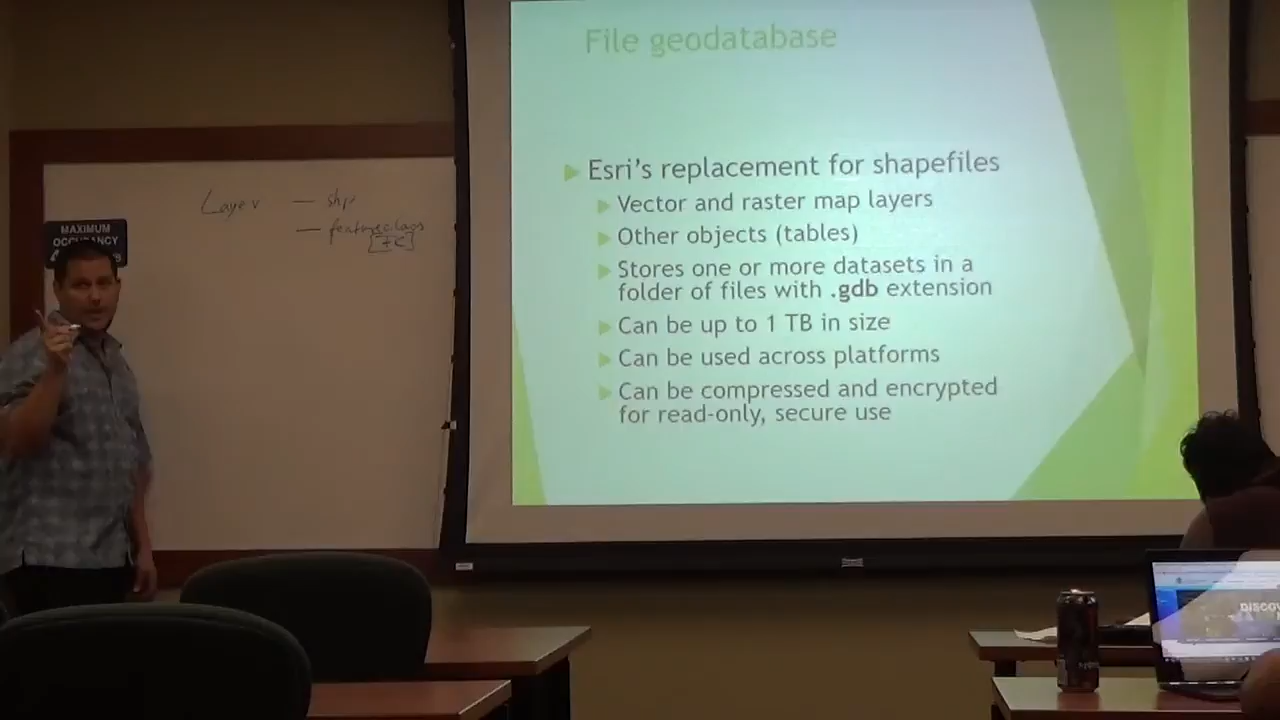 File geodatabase
Esri's replacement for shapefiles
Vector and raster map layers
Other objects (tables)
Stores one or more datasets in a
folder of files with .gdb extension
Can be up to 1 TB in size
Can be used across platforms
Can be compressed and encrypted
for read-only, secure use
Layer — shp
— feature class
FC
MAXIMUM
OCCUPANCY